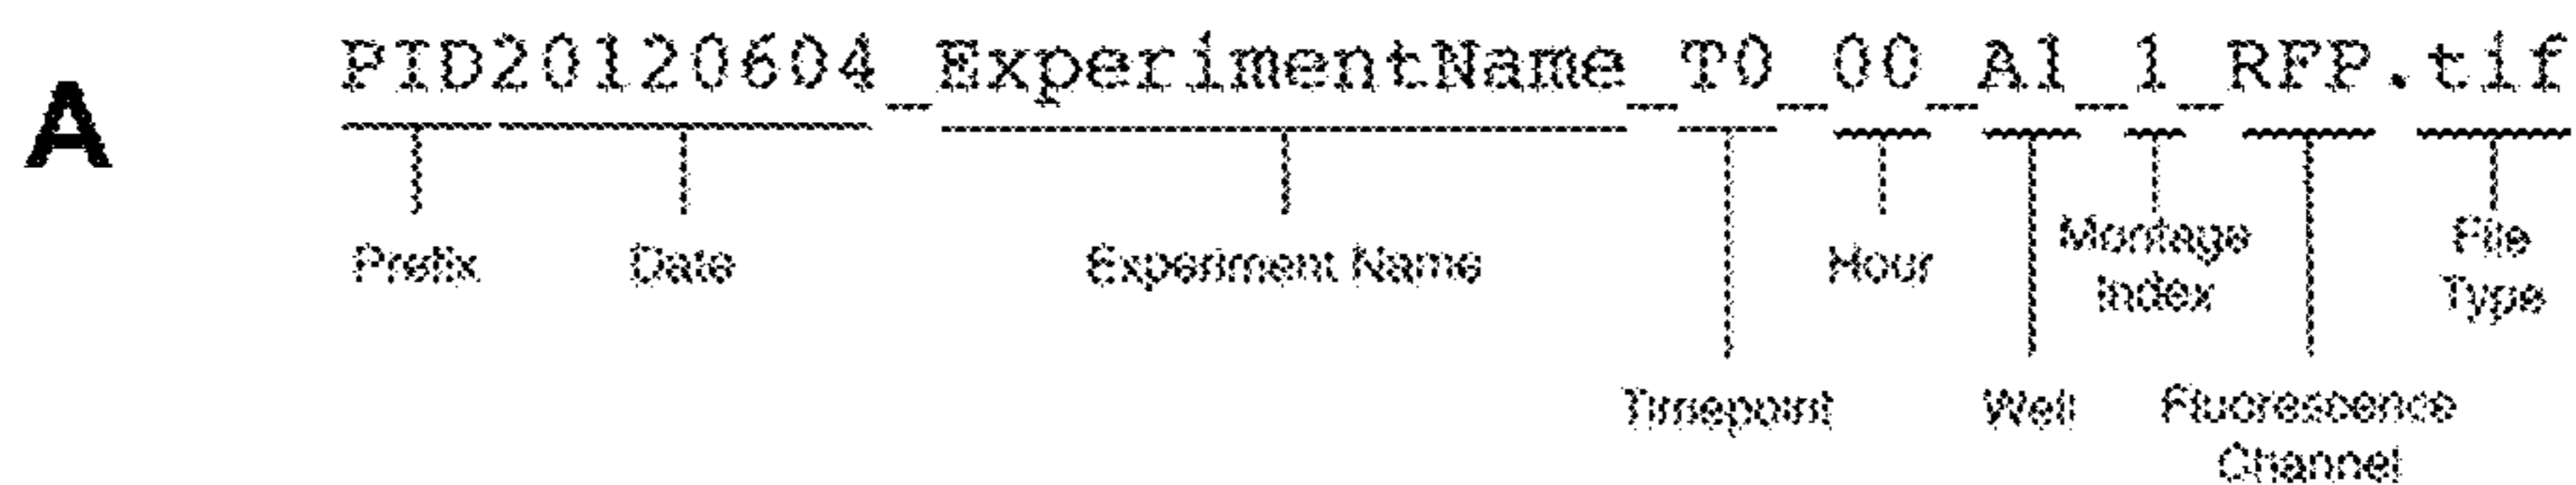 A
PID20120604_ExperimentName_T0_00_A1_1_RFP.tif
Prefix Date Experiment Name Hour Montage Index File Type
Timepoint Well Fluorescence Channel